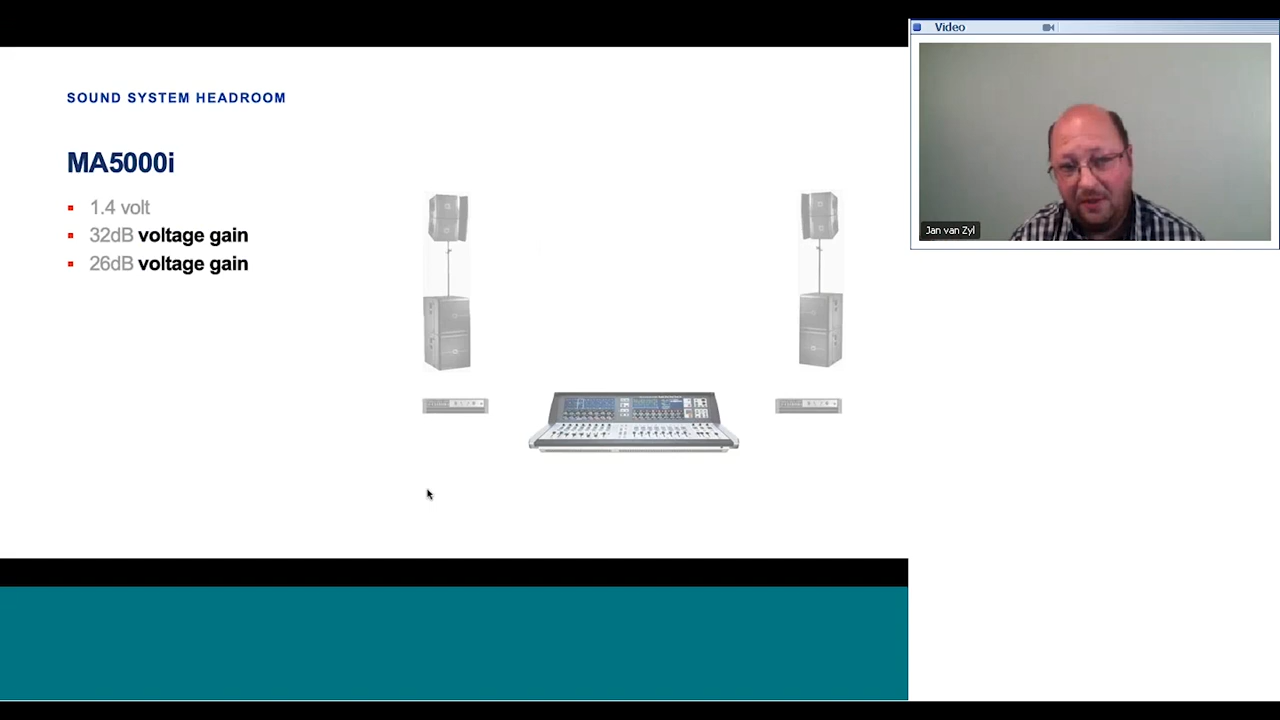 Video
SOUND SYSTEM HEADROOM
MA5000i
1.4 volt
32dB voltage gain
26dB voltage gain
Jan van Zyl